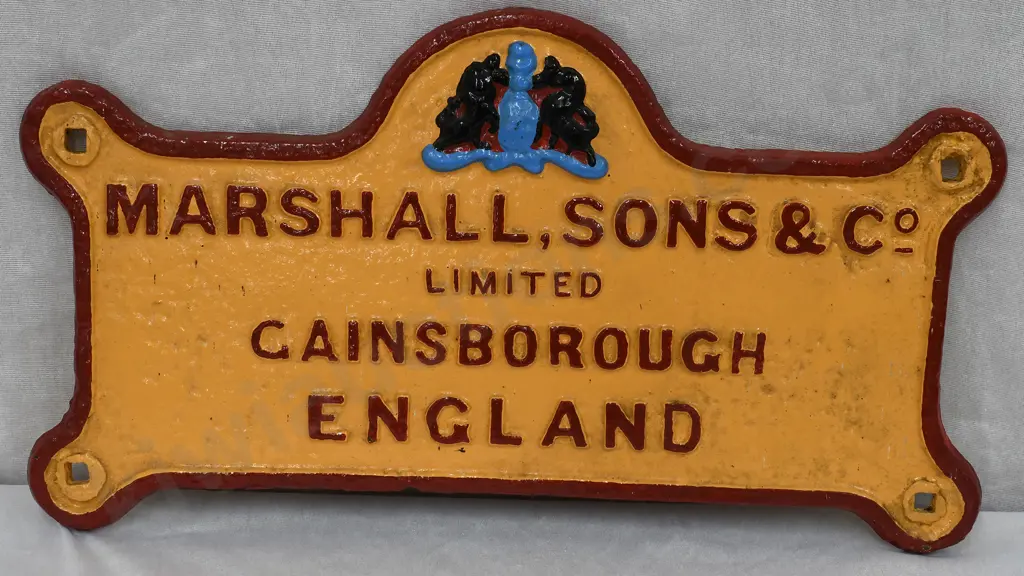 MARSHALL, SONS & Cº
LIMITED
GAINSBOROUGH
ENGLAND